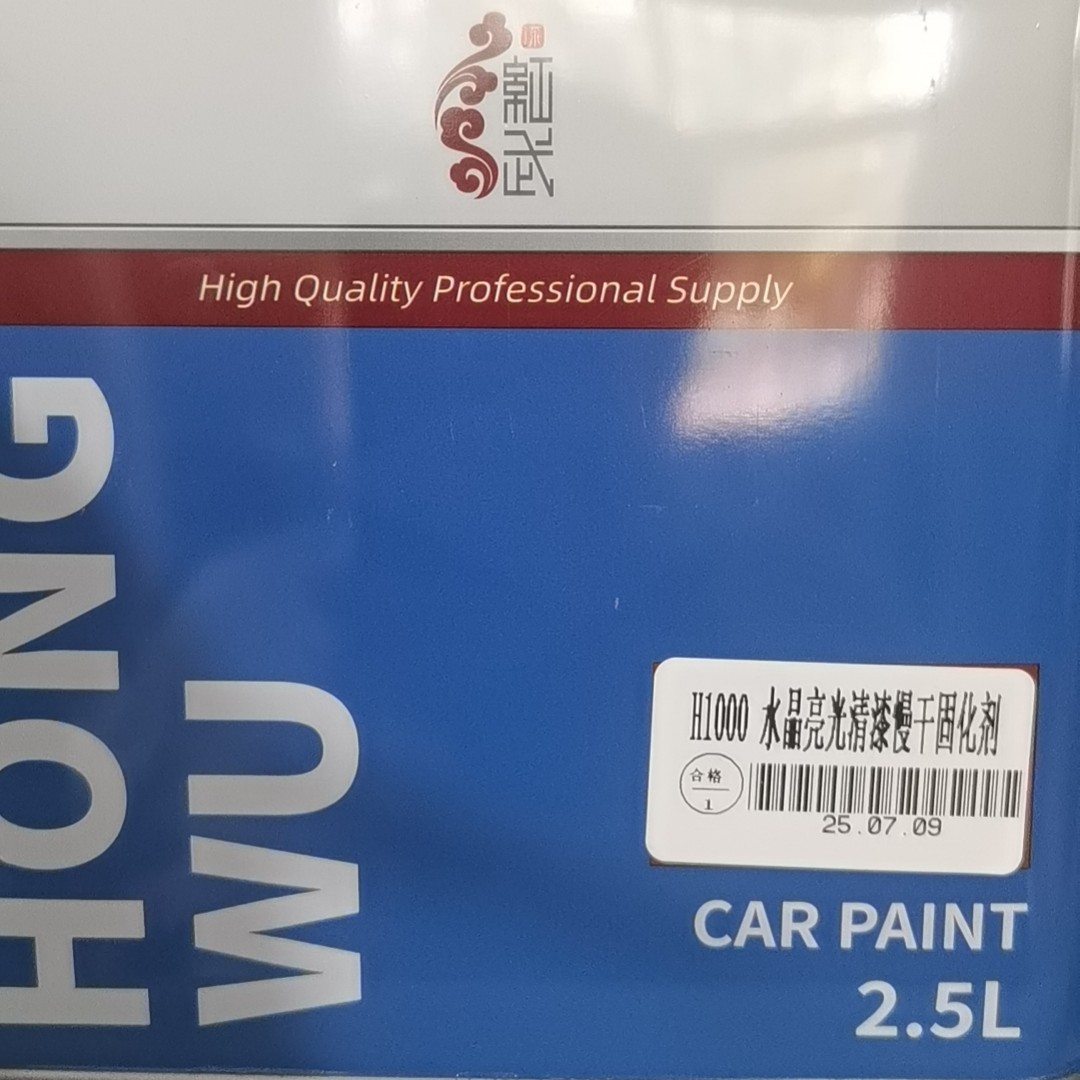 紅武
High Quality Professional Supply
HONG
WU
H1000 水晶亮光清漆慢干固化剂
合格
1
25.07.09
CAR PAINT
2.5L